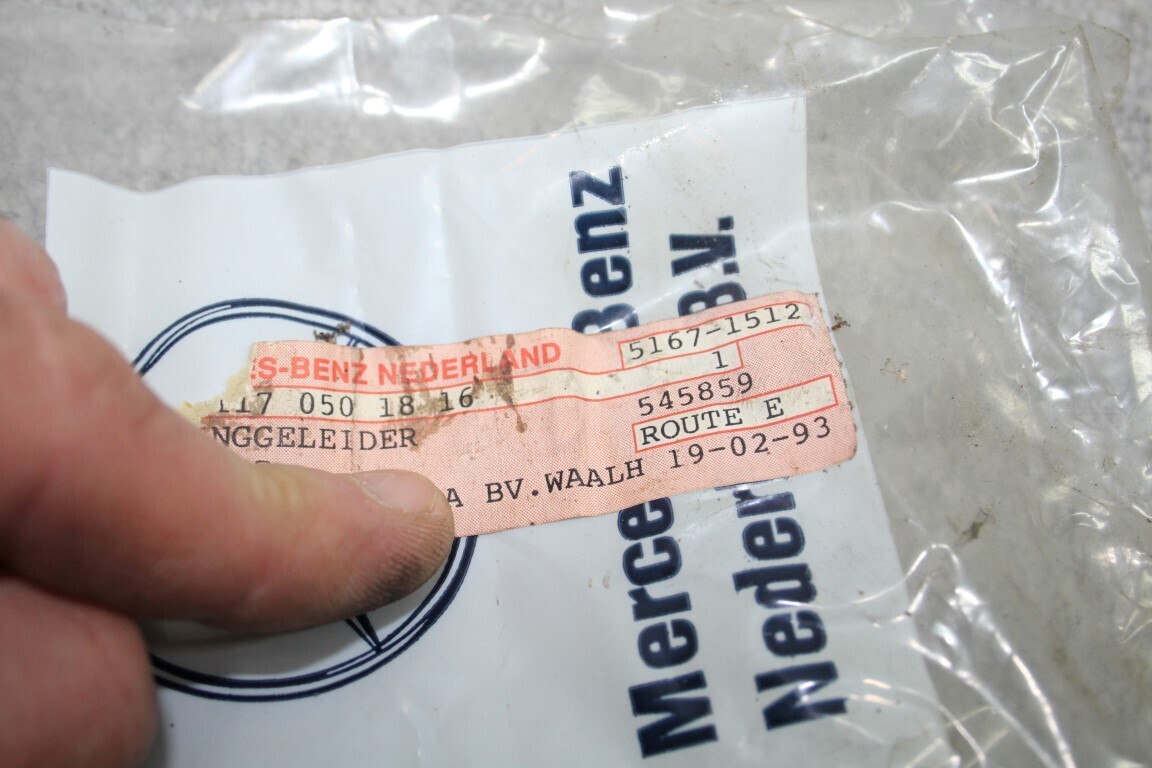 S-BENZ NEDERLAND 5167-1512
1
117 050 18 16 545859
NGGELEIDER ROUTE E
A BV.WAALH 19-02-93
Merce Benz
Neder B.V.